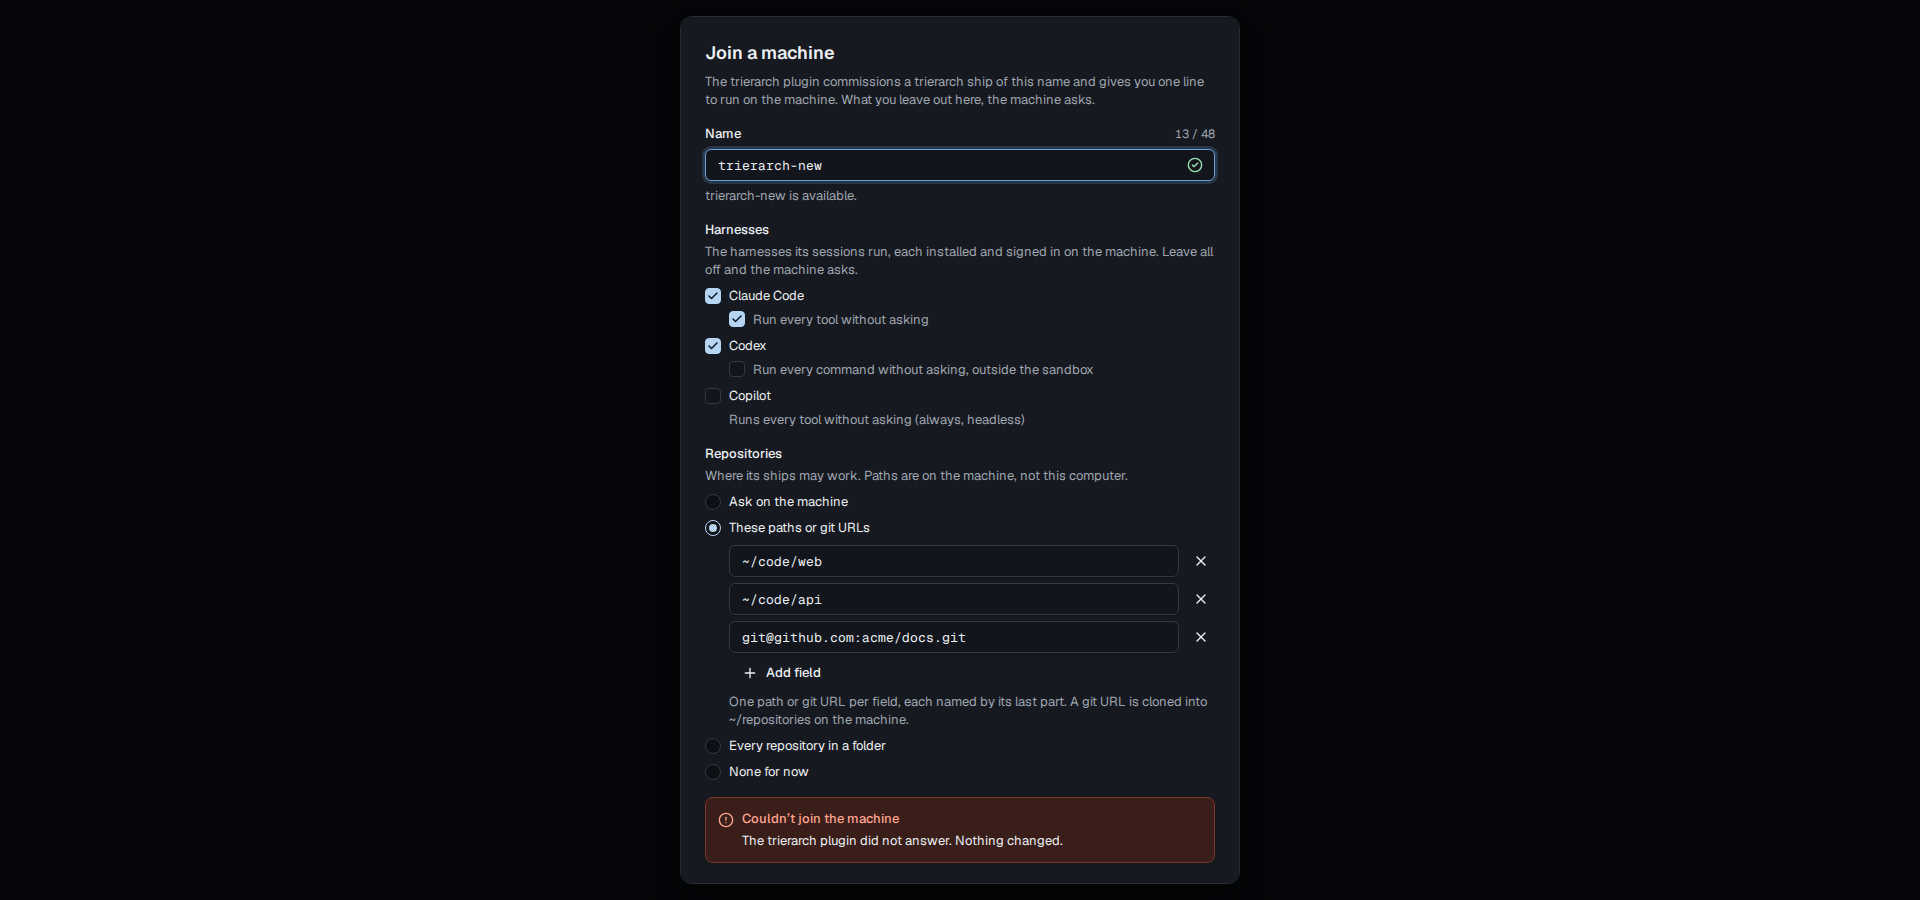 Join a machine
The trierarch plugin commissions a trierarch ship of this name and gives you one line
to run on the machine. What you leave out here, the machine asks.
Name
13 / 48
trierarch-new
trierarch-new is available.
Harnesses
The harnesses its sessions run, each installed and signed in on the machine. Leave all
off and the machine asks.
Claude Code
Run every tool without asking
Codex
Run every command without asking, outside the sandbox
Copilot
Runs every tool without asking (always, headless)
Repositories
Where its ships may work. Paths are on the machine, not this computer.
Ask on the machine
These paths or git URLs
~/code/web
~/code/api
git@github.com:acme/docs.git
Add field
One path or git URL per field, each named by its last part. A git URL is cloned into
~/repositories on the machine.
Every repository in a folder
None for now
Couldn’t join the machine
The trierarch plugin did not answer. Nothing changed.